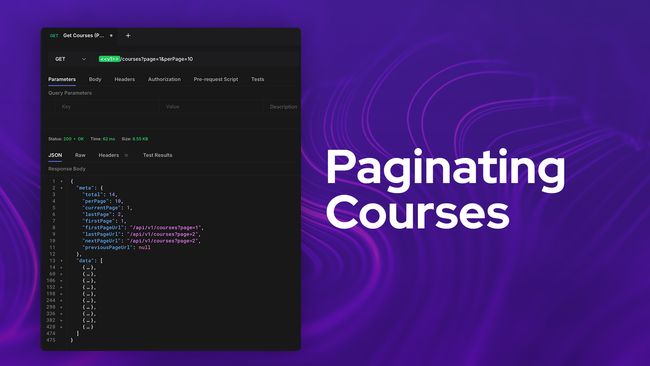 GET Get Courses (P... +
GET <<v1>>/courses?page=1&perPage=10
Parameters Body Headers Authorization Pre-request Script Tests
Query Parameters
Key Value Description
Status: 200 • OK Time: 62 ms Size: 9.55 KB
JSON Raw Headers Test Results
Response Body
1 {
2 "meta": {
3 "total": 14,
4 "perPage": 10,
5 "currentPage": 1,
6 "lastPage": 2,
7 "firstPage": 1,
8 "firstPageUrl": "/api/v1/courses?page=1",
9 "lastPageUrl": "/api/v1/courses?page=2",
10 "nextPageUrl": "/api/v1/courses?page=2",
11 "previousPageUrl": null
12 },
13 "data": [
14 {…},
60 {…},
106 {…},
152 {…},
198 {…},
244 {…},
290 {…},
336 {…},
382 {…},
428 {…}
474 ]
475 }
Paginating
Courses